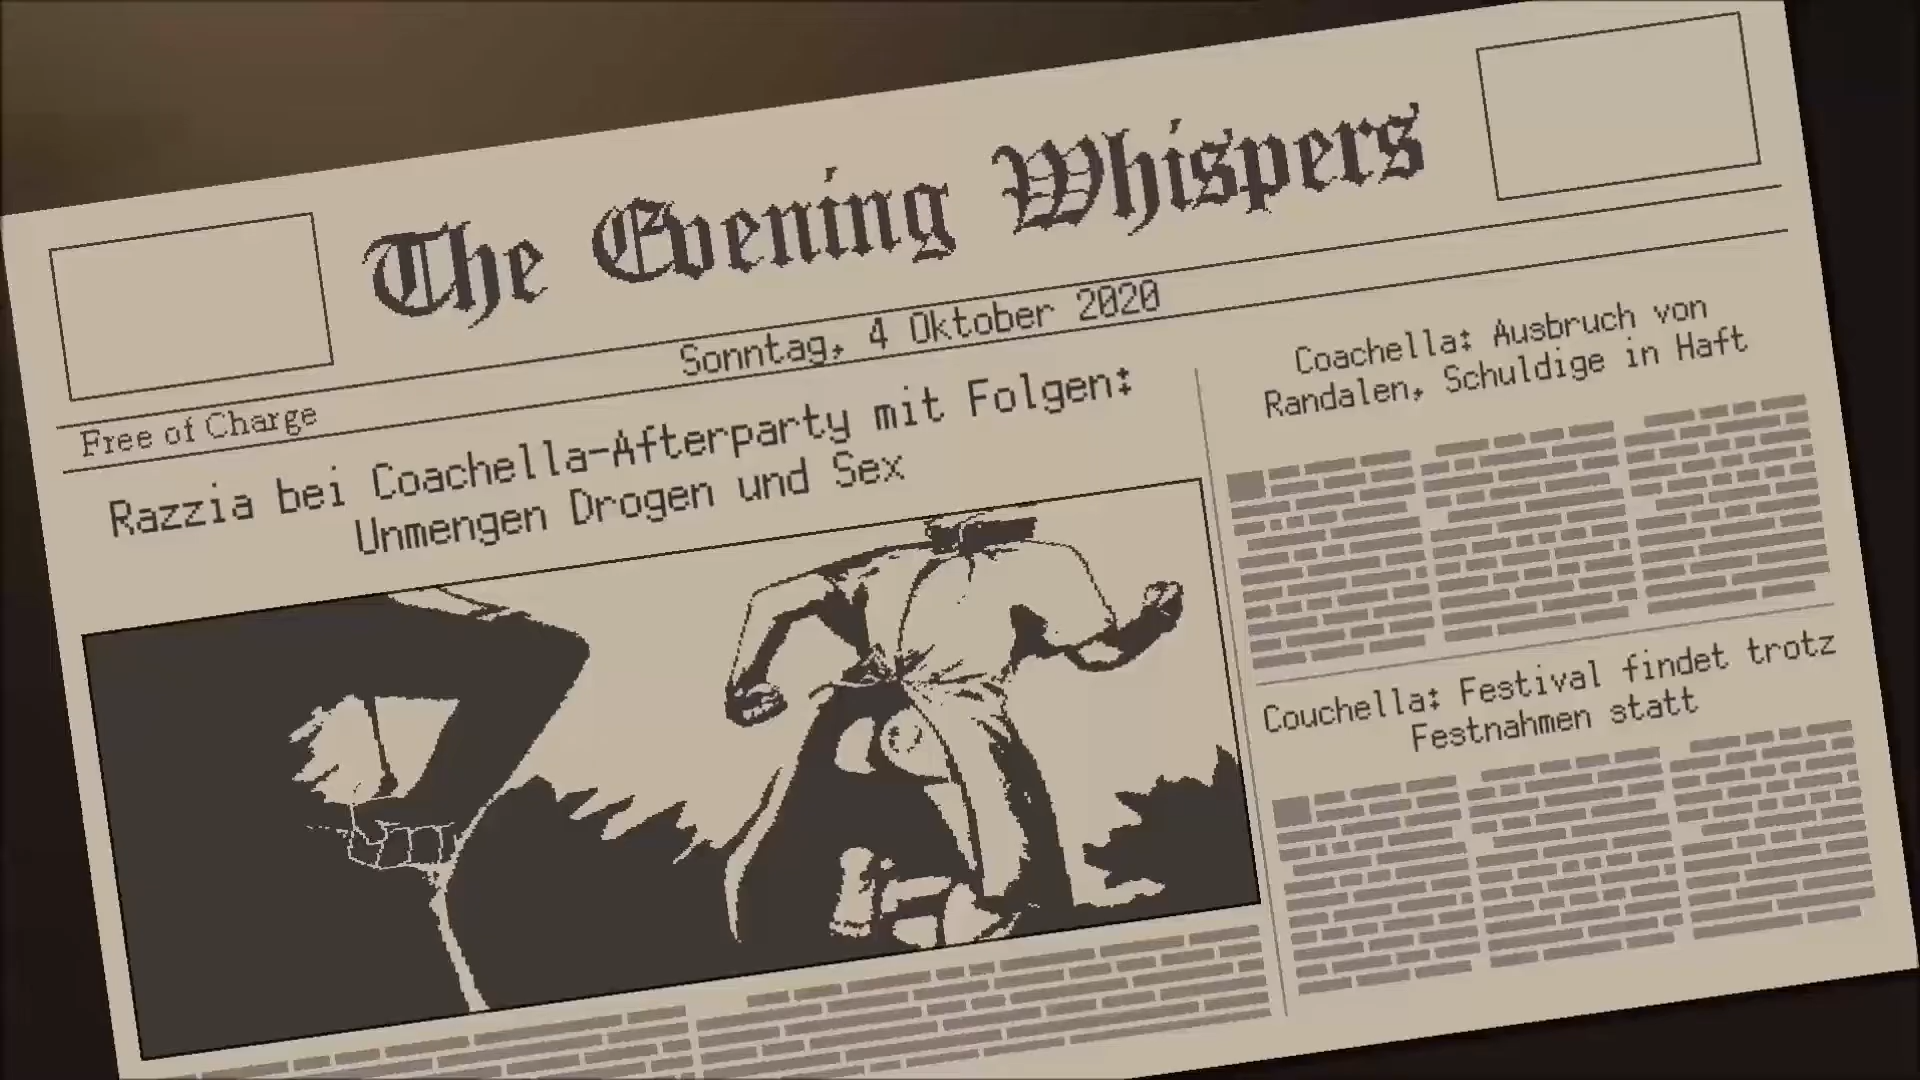 The Evening Whispers
Sonntag, 4 Oktober 2020
Free of Charge
Razzia bei Coachella-Afterparty mit Folgen:
Unmengen Drogen und Sex
Coachella: Ausbruch von
Randalen, Schuldige in Haft
Couchella: Festival findet trotz
Festnahmen statt